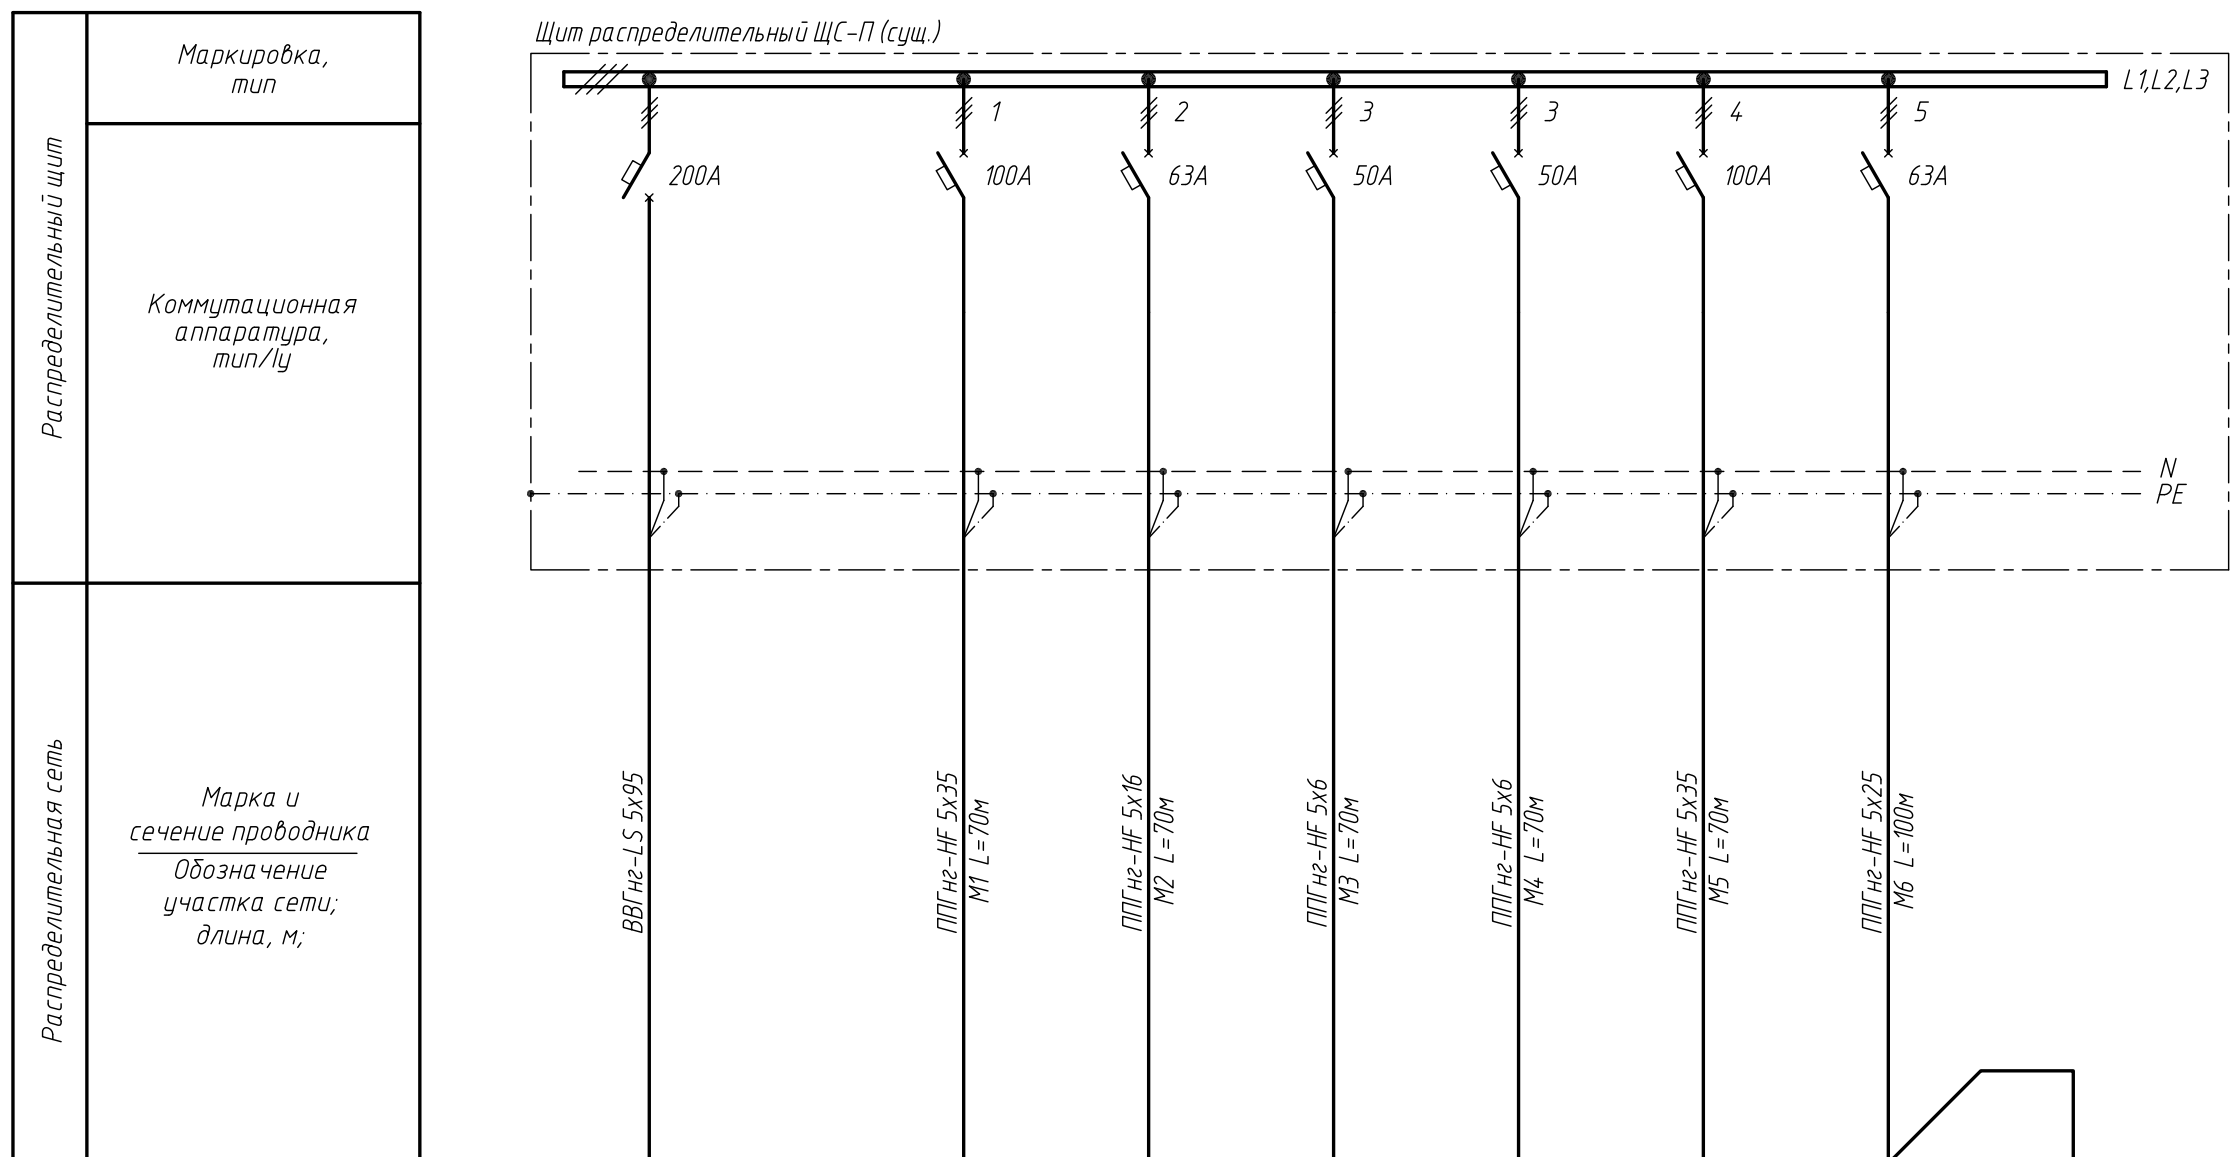 Маркировка,
тип
Распределительный щит
Коммутационная
аппаратура,
тип/Iу
Распределительная сеть
Марка и
сечение проводника
Обозначение
участка сети;
длина, м;
Щит распределительный ЩС-П (сущ.)
L1,L2,L3
1
2
3
3
4
5
200А
100А
63А
50А
50А
100А
63А
N
PE
ВВГнг-LS 5х95
ППГнг-HF 5х35
М1 L=70м
ППГнг-HF 5х16
М2 L=70м
ППГнг-HF 5х6
М3 L=70м
ППГнг-HF 5х6
М4 L=70м
ППГнг-HF 5х35
М5 L=70м
ППГнг-HF 5х25
М6 L=100м